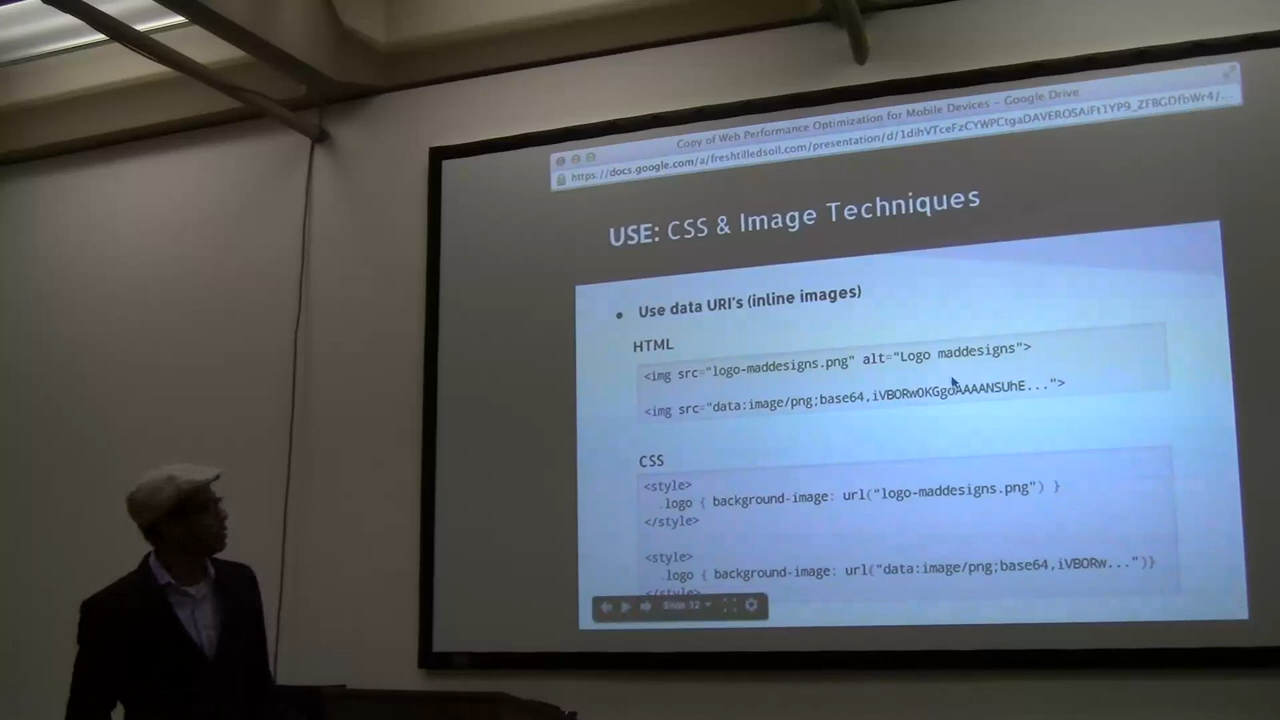 Copy of Web Performance Optimization for Mobile Devices – Google Drive
https://docs.google.com/a/freshtilledsoil.com/presentation/d/1dihVTceFzCYWPCtgaDAVEROSAiFt1YP9_ZFBGDfbWr4/...
USE: CSS & Image Techniques
• Use data URI's (inline images)
HTML
<img src="logo-maddesigns.png" alt="Logo maddesigns">
<img src="data:image/png;base64,iVBORw0KGgoAAAANSUhE...">
CSS
<style>
.logo { background-image: url("logo-maddesigns.png") }
</style>
<style>
.logo { background-image: url("data:image/png;base64,iVBORw...")}
</style>
Slide 12